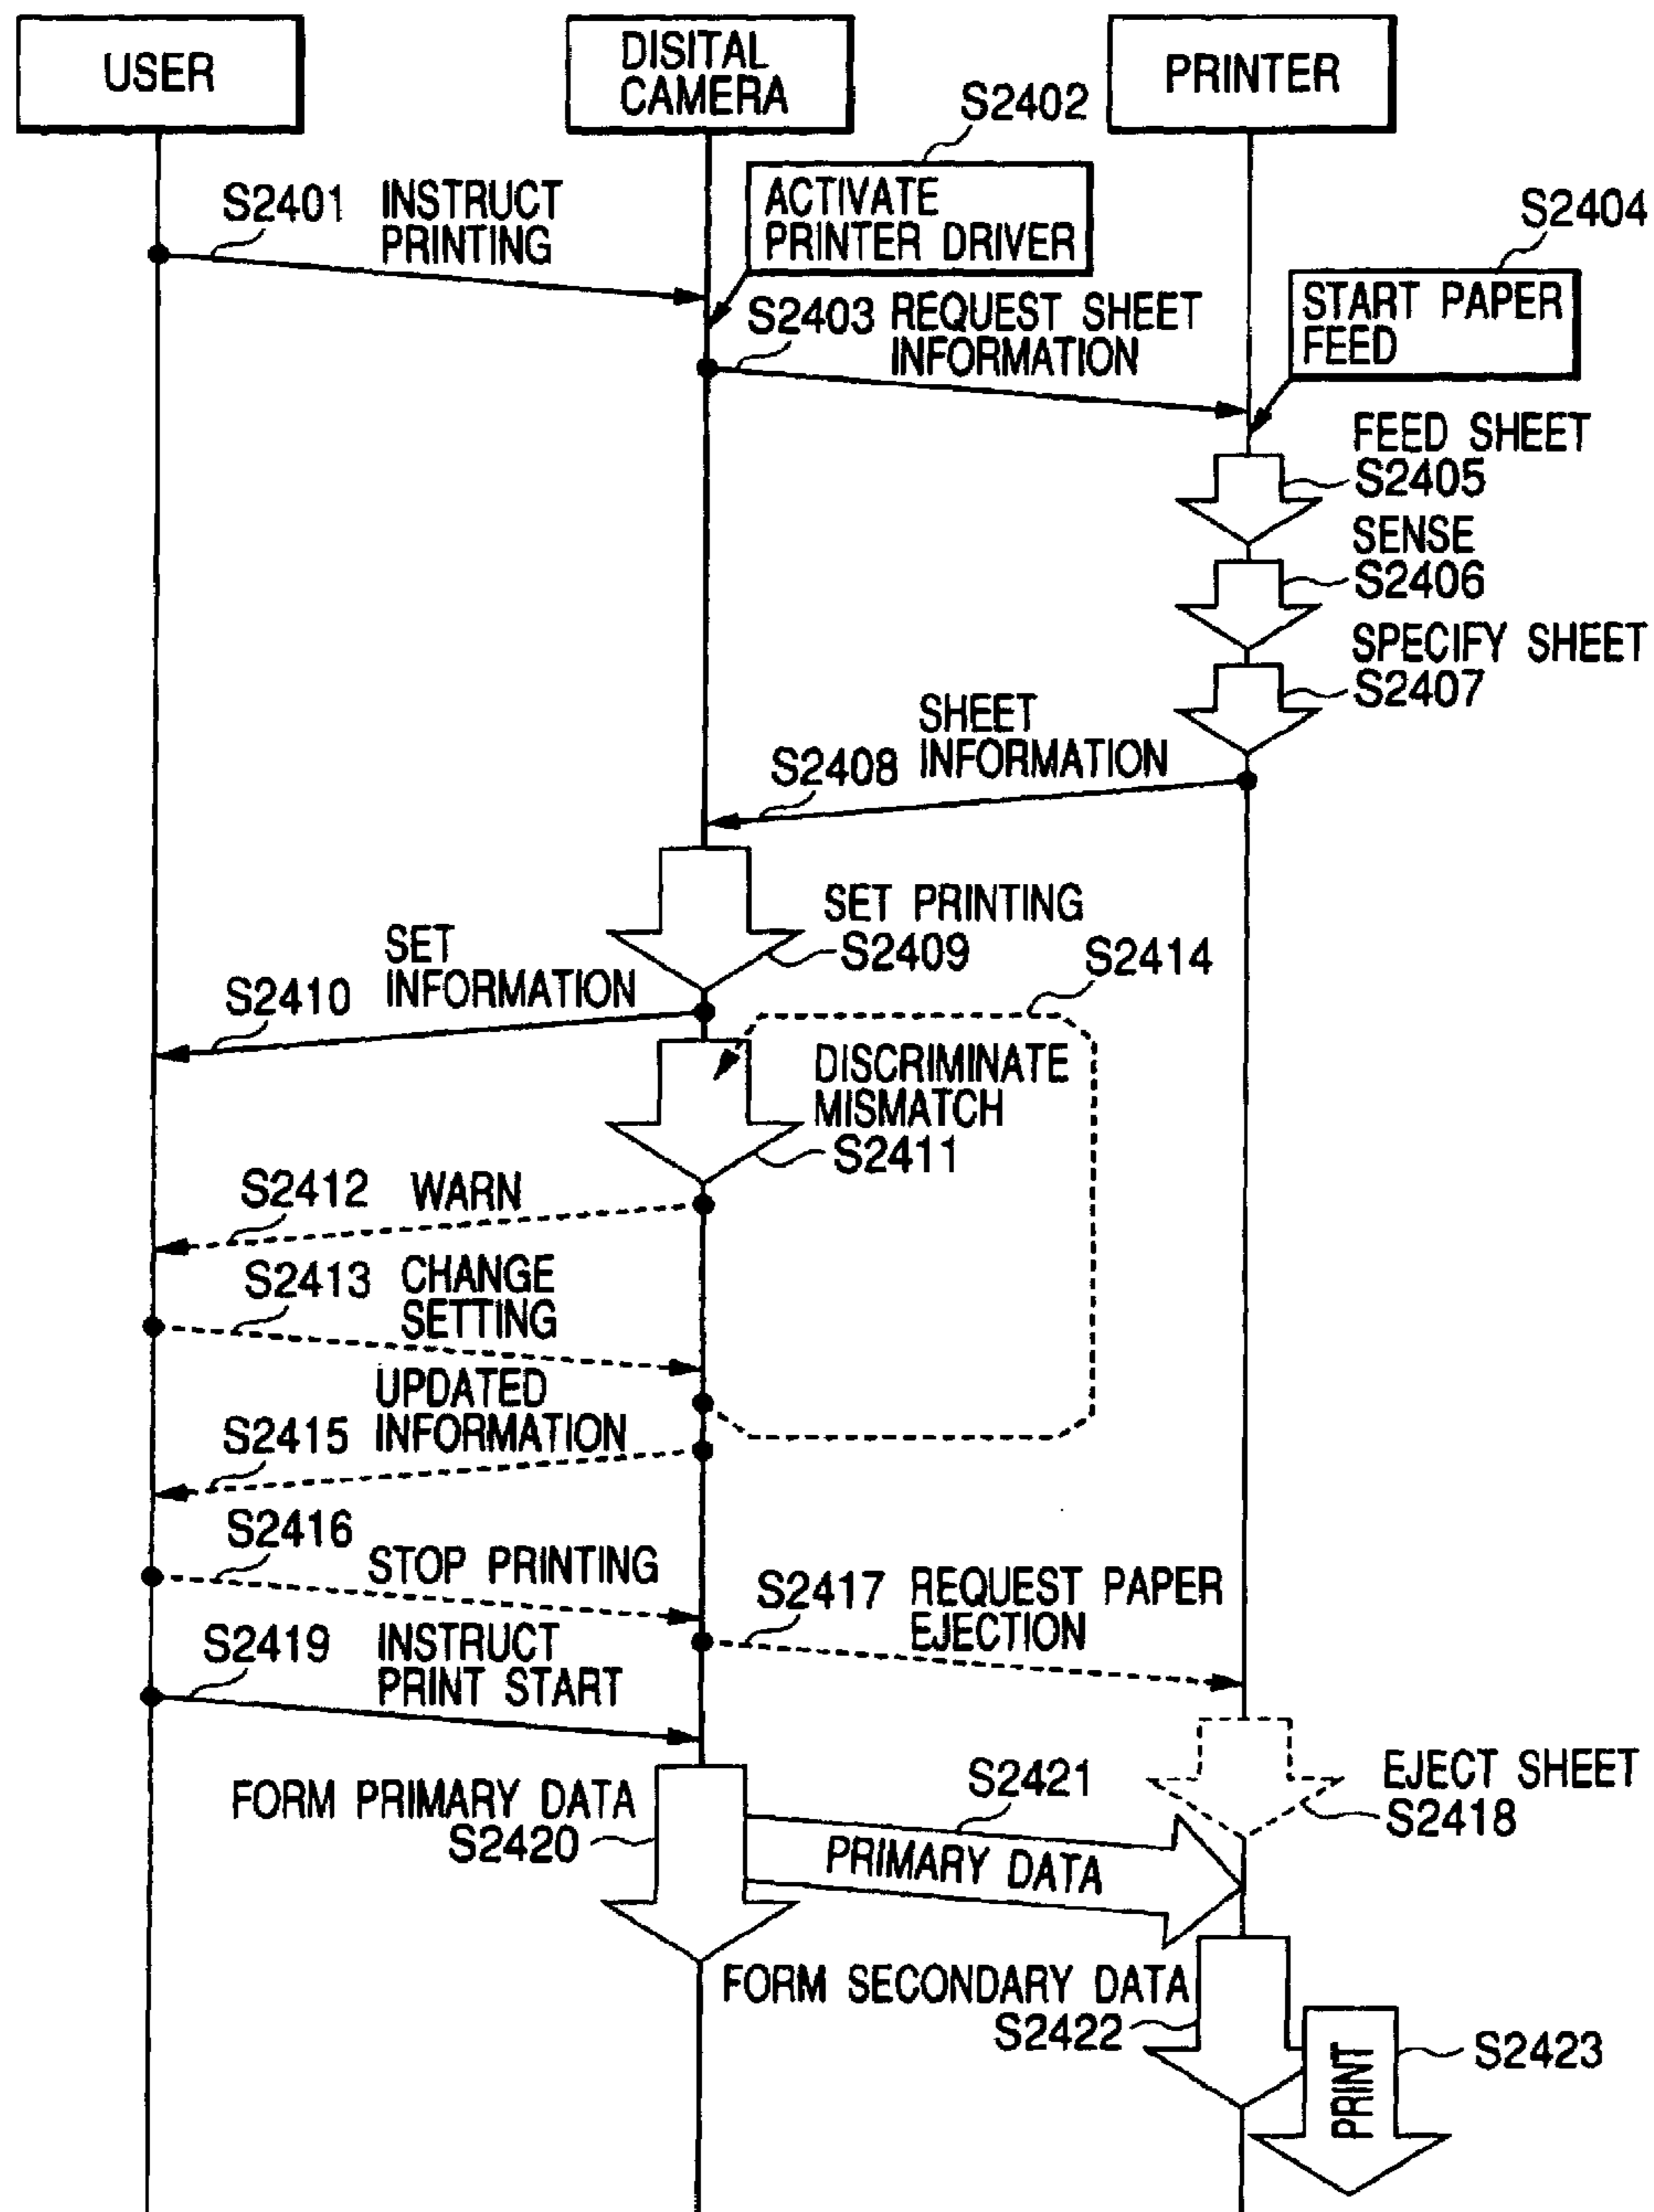 USER
DISITAL
CAMERA
PRINTER
S2402
ACTIVATE
PRINTER DRIVER
S2404
START PAPER
FEED
S2401 INSTRUCT
PRINTING
S2403 REQUEST SHEET
INFORMATION
FEED SHEET
S2405
SENSE
S2406
SPECIFY SHEET
S2407
SHEET
S2408 INFORMATION
SET PRINTING
S2409
SET
S2410 INFORMATION
S2414
DISCRIMINATE
MISMATCH
S2411
S2412 WARN
S2413 CHANGE
SETTING
UPDATED
S2415 INFORMATION
S2416
STOP PRINTING
S2417 REQUEST PAPER
EJECTION
S2419 INSTRUCT
PRINT START
EJECT SHEET
S2418
FORM PRIMARY DATA
S2420
S2421
PRIMARY DATA
FORM SECONDARY DATA
S2422
PRINT
S2423